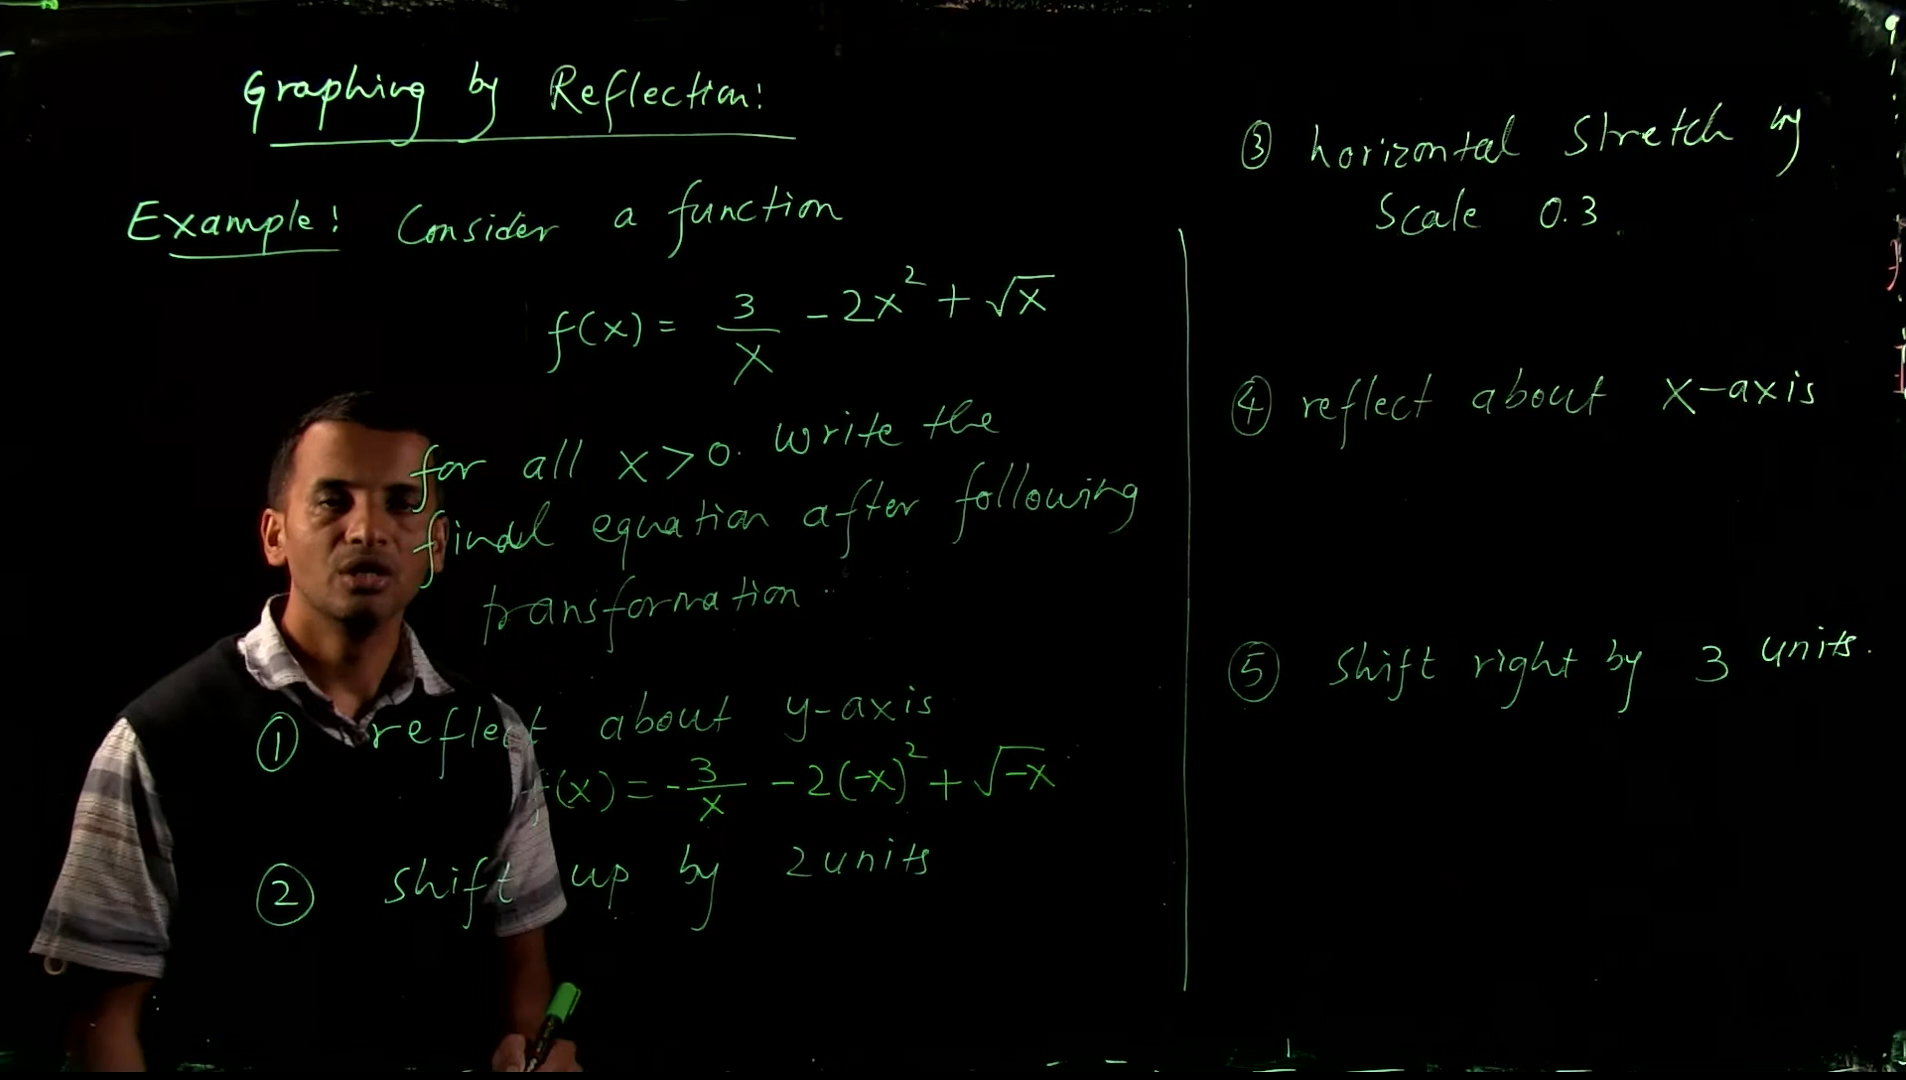 Graphing by Reflection:
Example: Consider a function
f(x) = 3/x - 2x² + √x
for all x > 0. Write the
final equation after following
transformation.
① reflect about y-axis
f(x) = -3/x - 2(-x)² + √-x
② Shift up by 2 units
③ horizontal Stretch by
Scale 0.3.
④ reflect about X-axis
⑤ Shift right by 3 units.